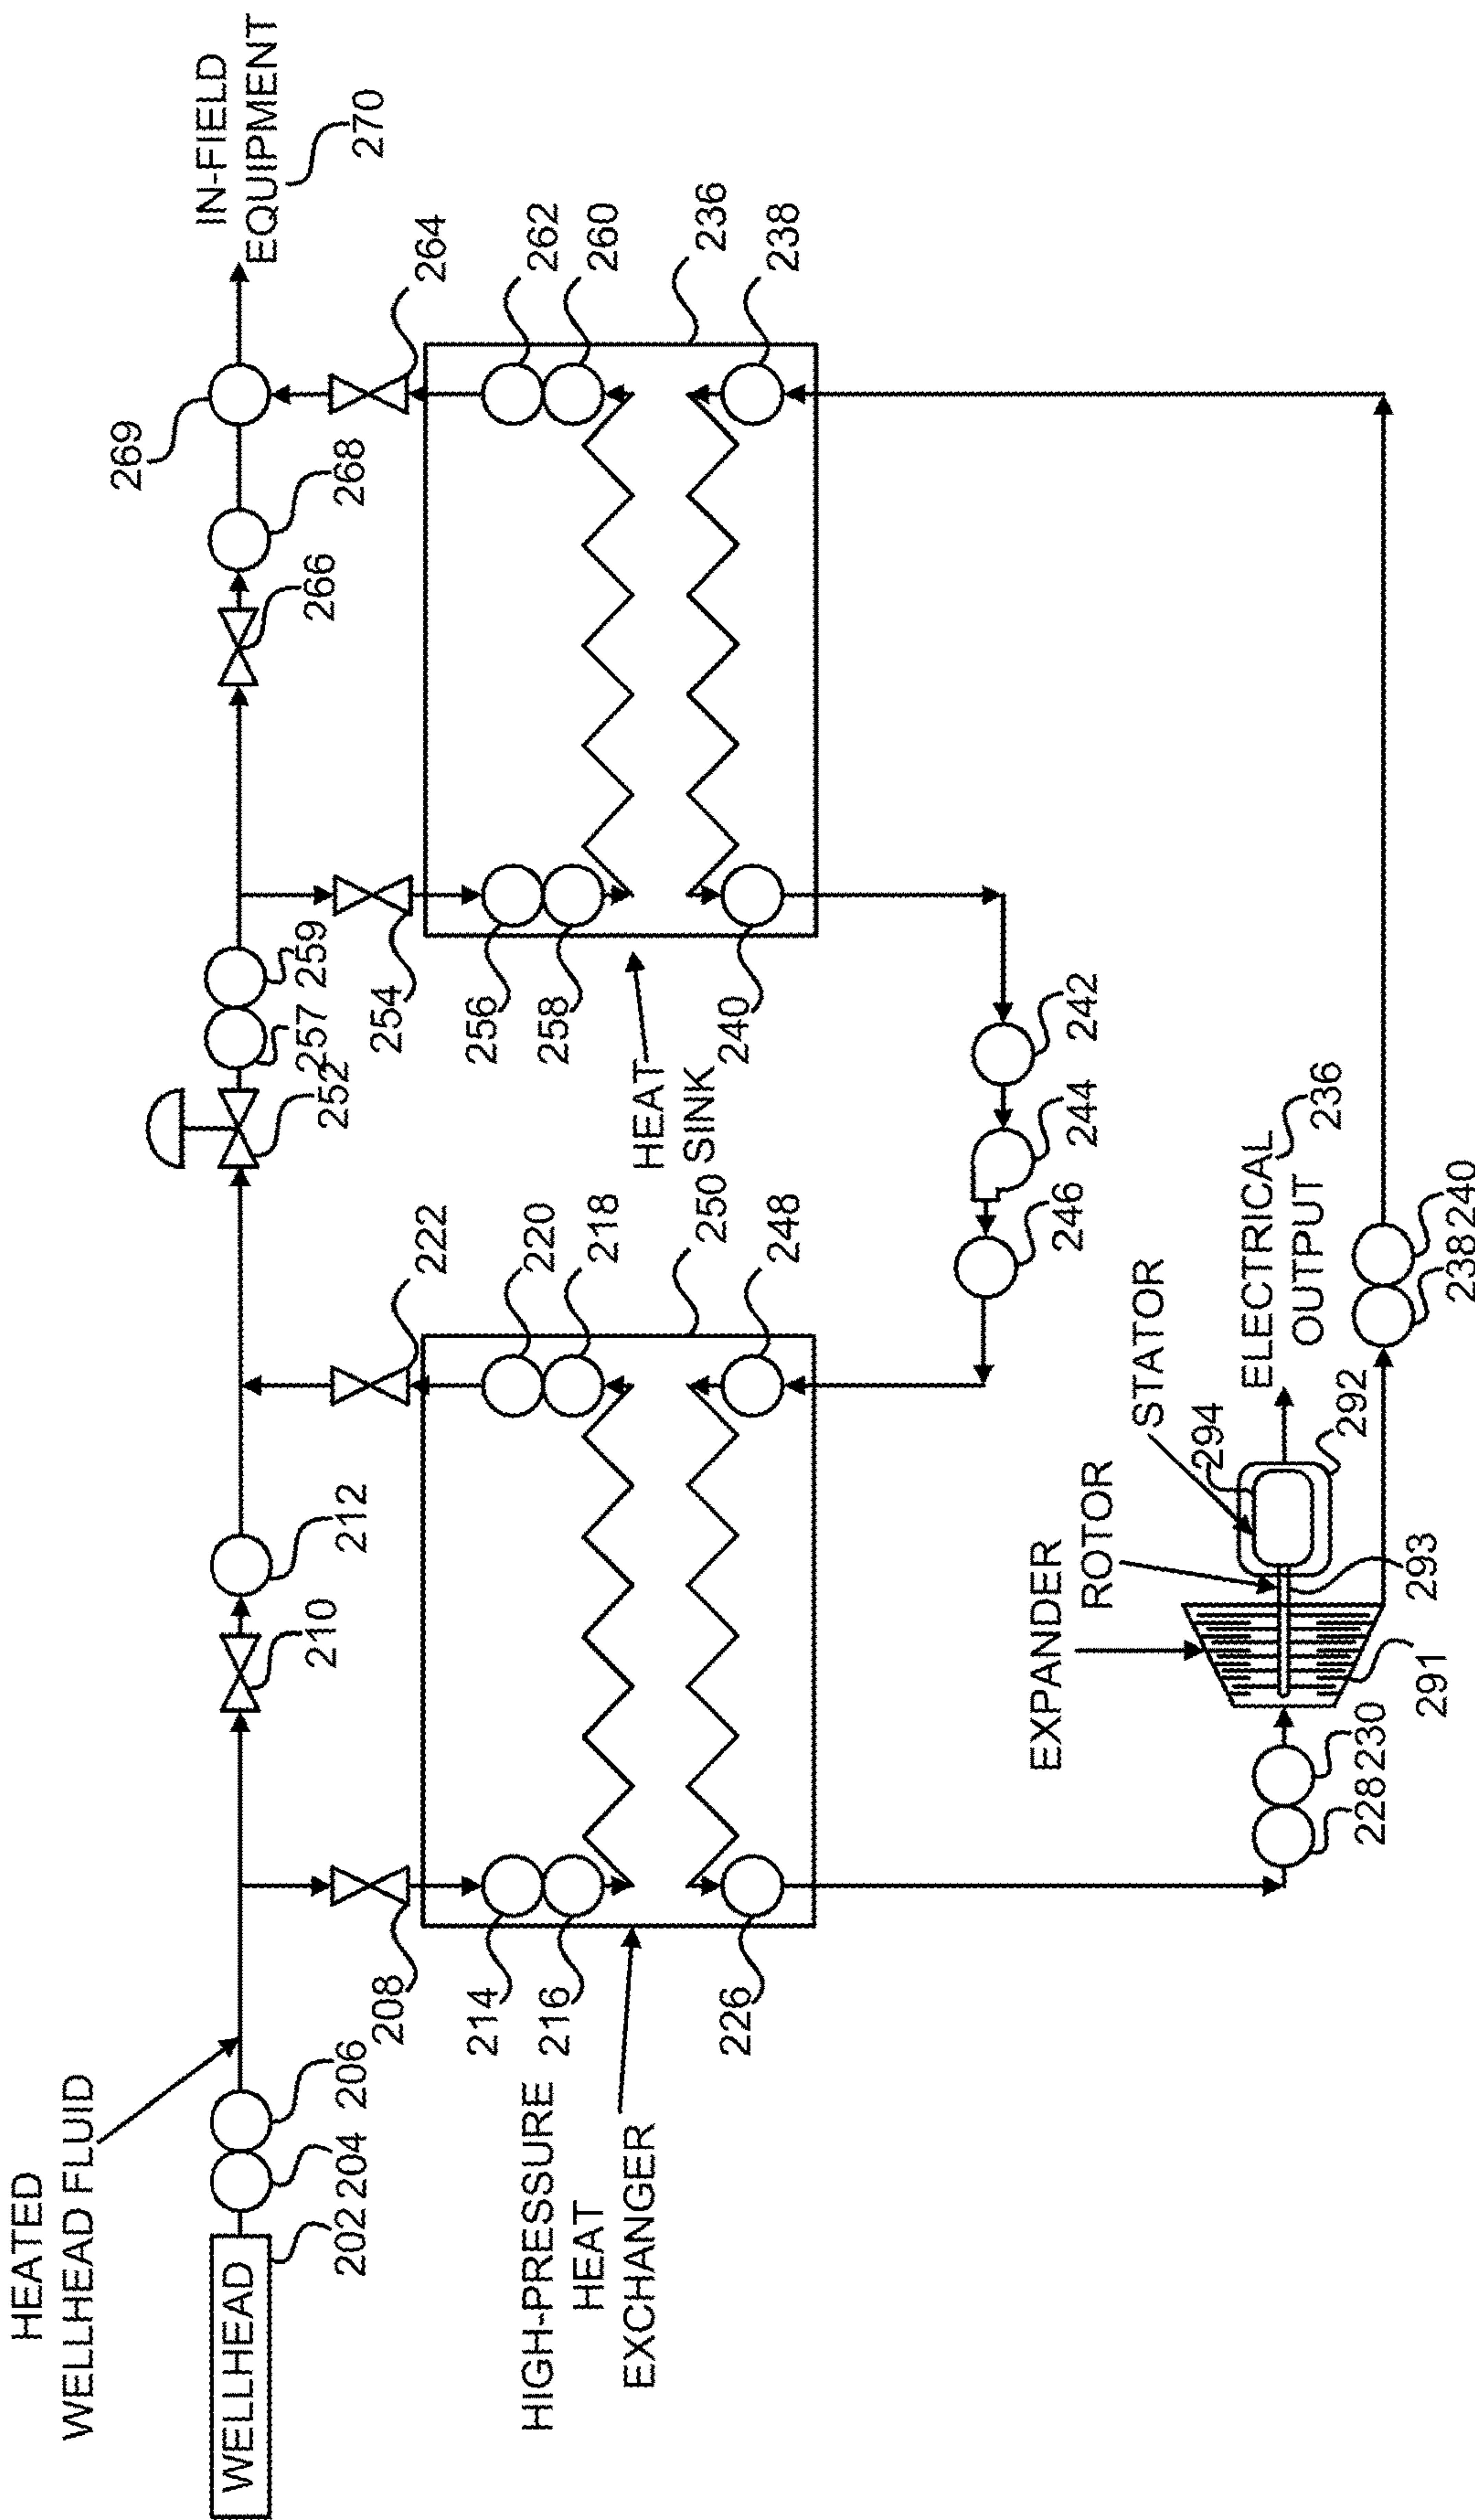 HEATED
WELLHEAD FLUID
WELLHEAD
202
204
206
208
210
212
222
252
257
259
254
266
268
269
264
IN-FIELD
EQUIPMENT
270
HIGH-PRESSURE
HEAT
EXCHANGER
214
216
226
220
218
250
248
HEAT
SINK
256
258
240
262
260
236
238
242
244
246
EXPANDER
ROTOR
STATOR
294
ELECTRICAL
OUTPUT
236
228
230
291
293
292
238
240